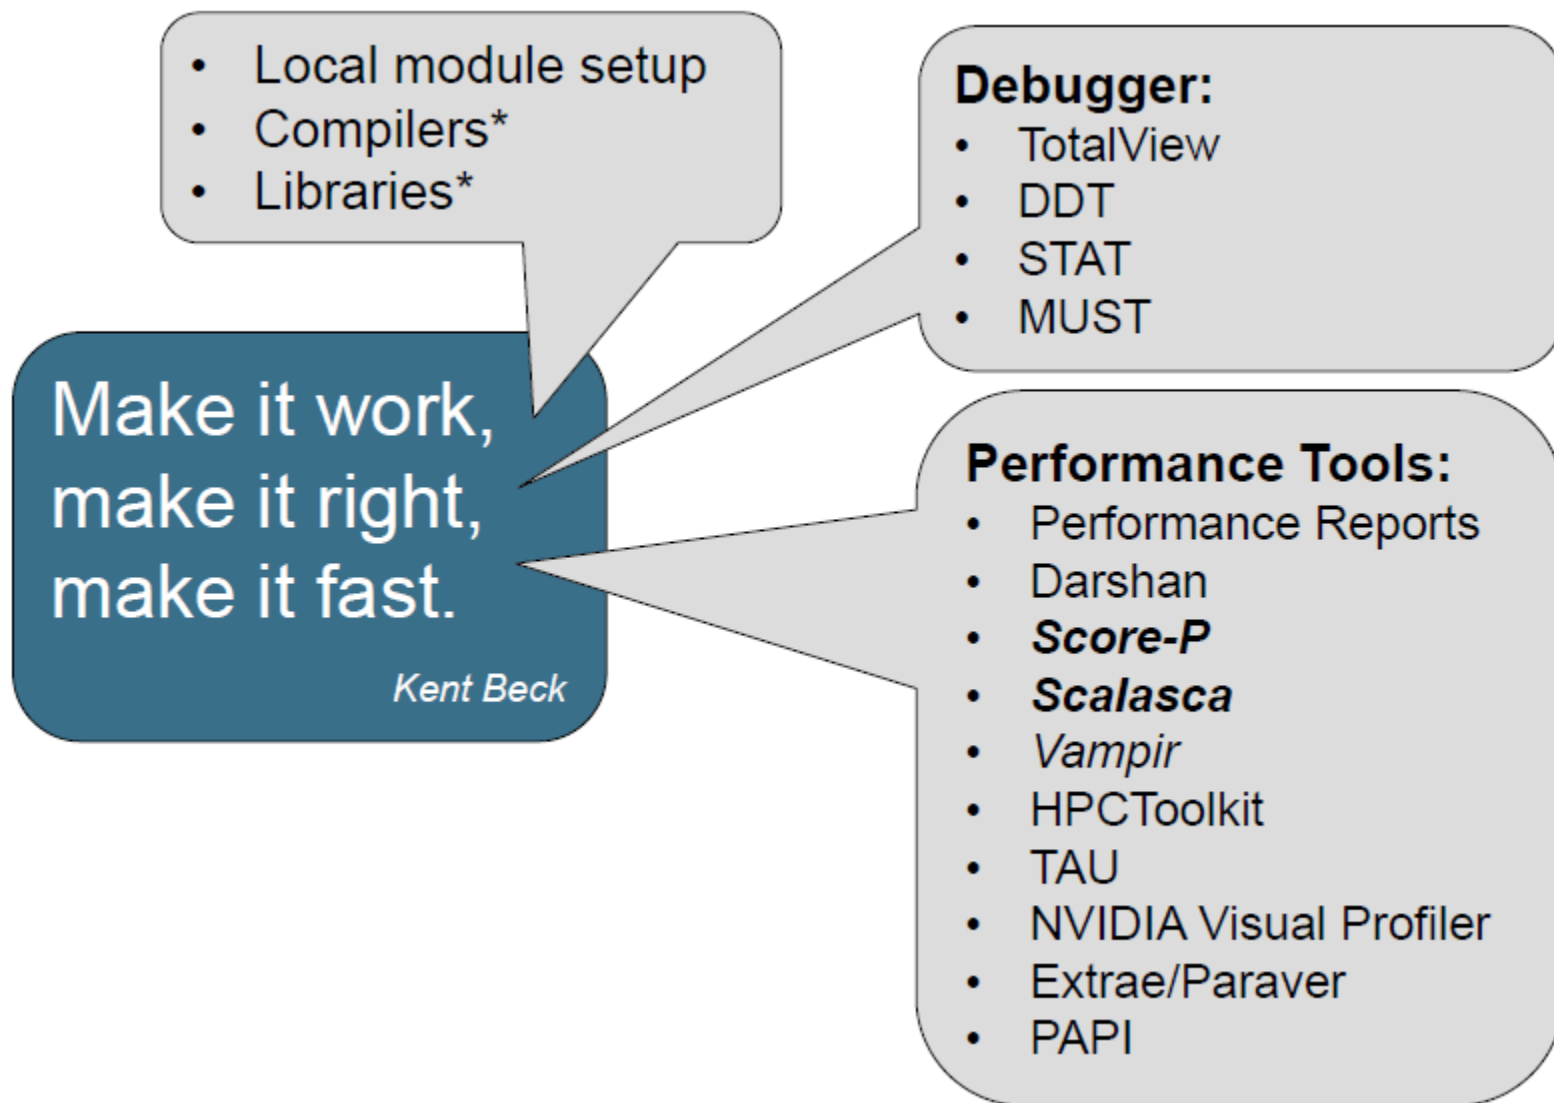 • Local module setup
• Compilers*
• Libraries*
Debugger:
• TotalView
• DDT
• STAT
• MUST
Make it work,
make it right,
make it fast.
Kent Beck
Performance Tools:
• Performance Reports
• Darshan
• Score-P
• Scalasca
• Vampir
• HPCToolkit
• TAU
• NVIDIA Visual Profiler
• Extrae/Paraver
• PAPI